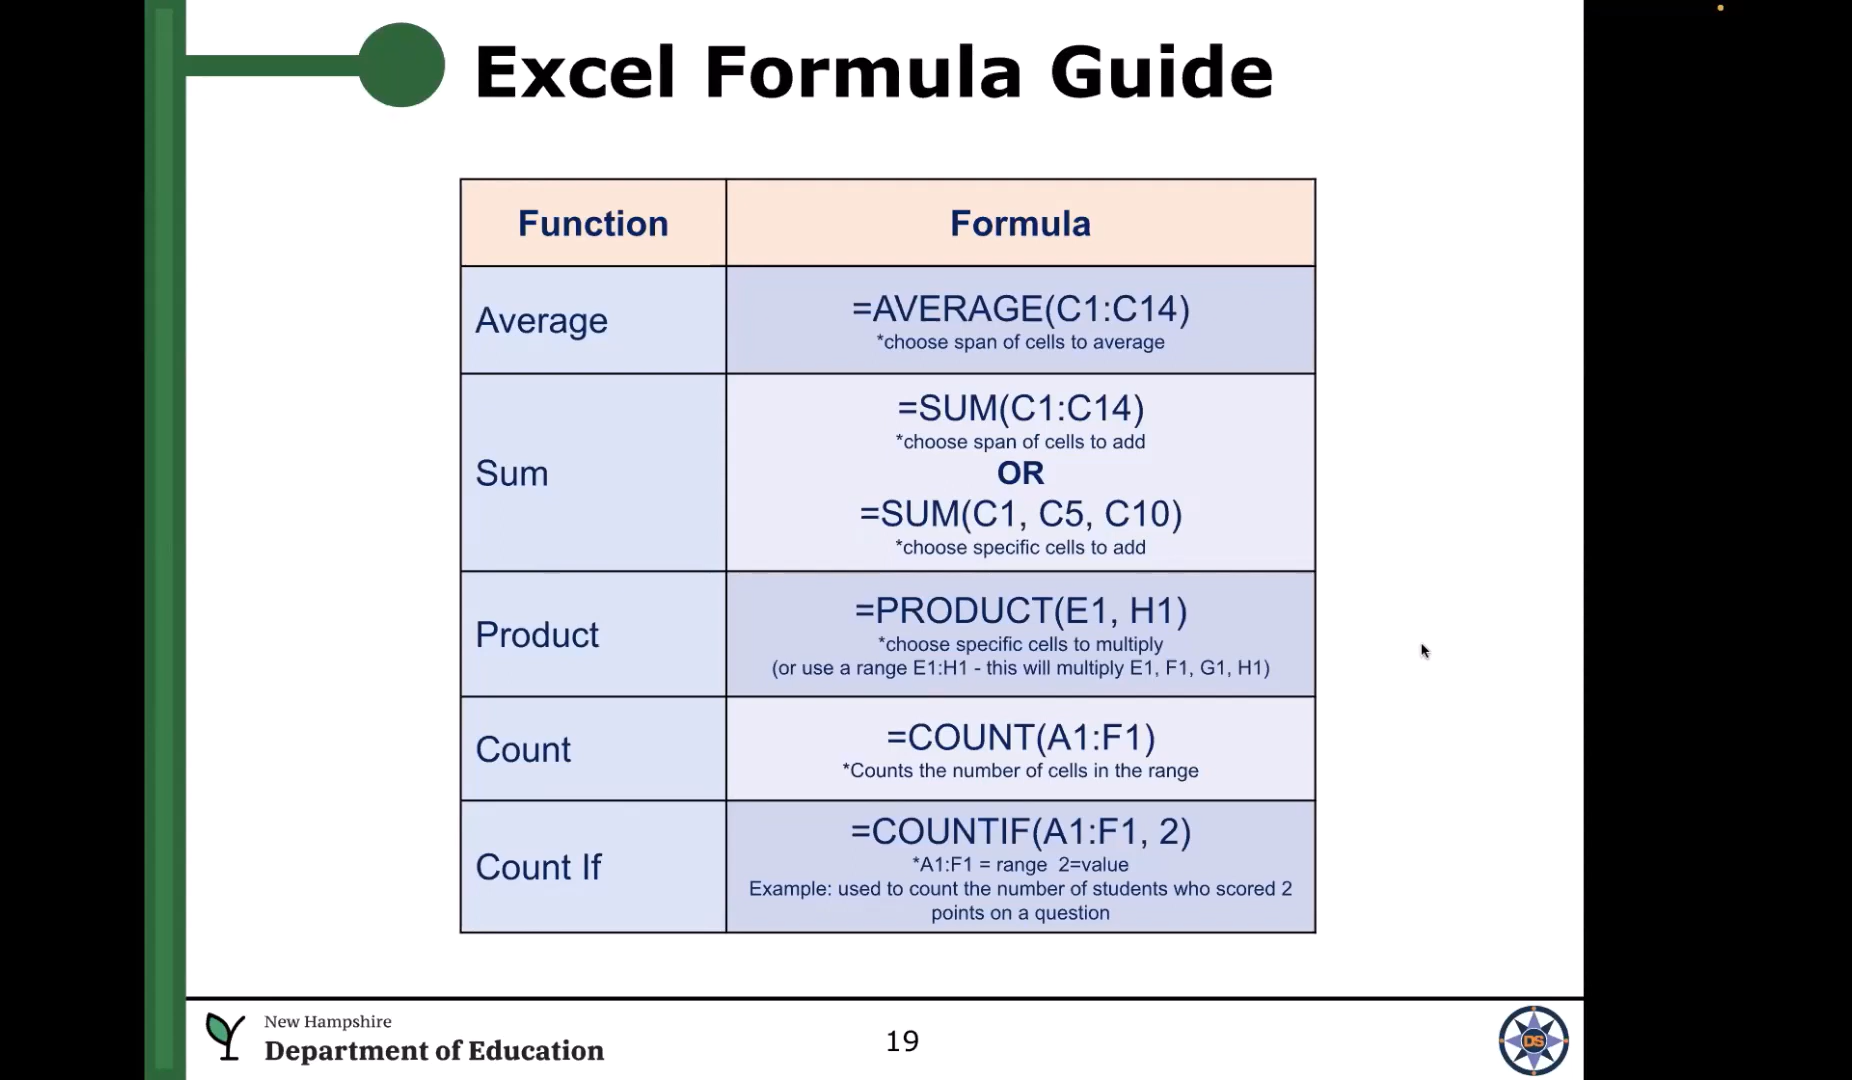 Excel Formula Guide
Function
Formula
Average
=AVERAGE(C1:C14)
*choose span of cells to average
Sum
=SUM(C1:C14)
*choose span of cells to add
OR
=SUM(C1, C5, C10)
*choose specific cells to add
Product
=PRODUCT(E1, H1)
*choose specific cells to multiply
(or use a range E1:H1 - this will multiply E1, F1, G1, H1)
Count
=COUNT(A1:F1)
*Counts the number of cells in the range
Count If
=COUNTIF(A1:F1, 2)
*A1:F1 = range  2=value
Example: used to count the number of students who scored 2
points on a question
New Hampshire
Department of Education
19
DS